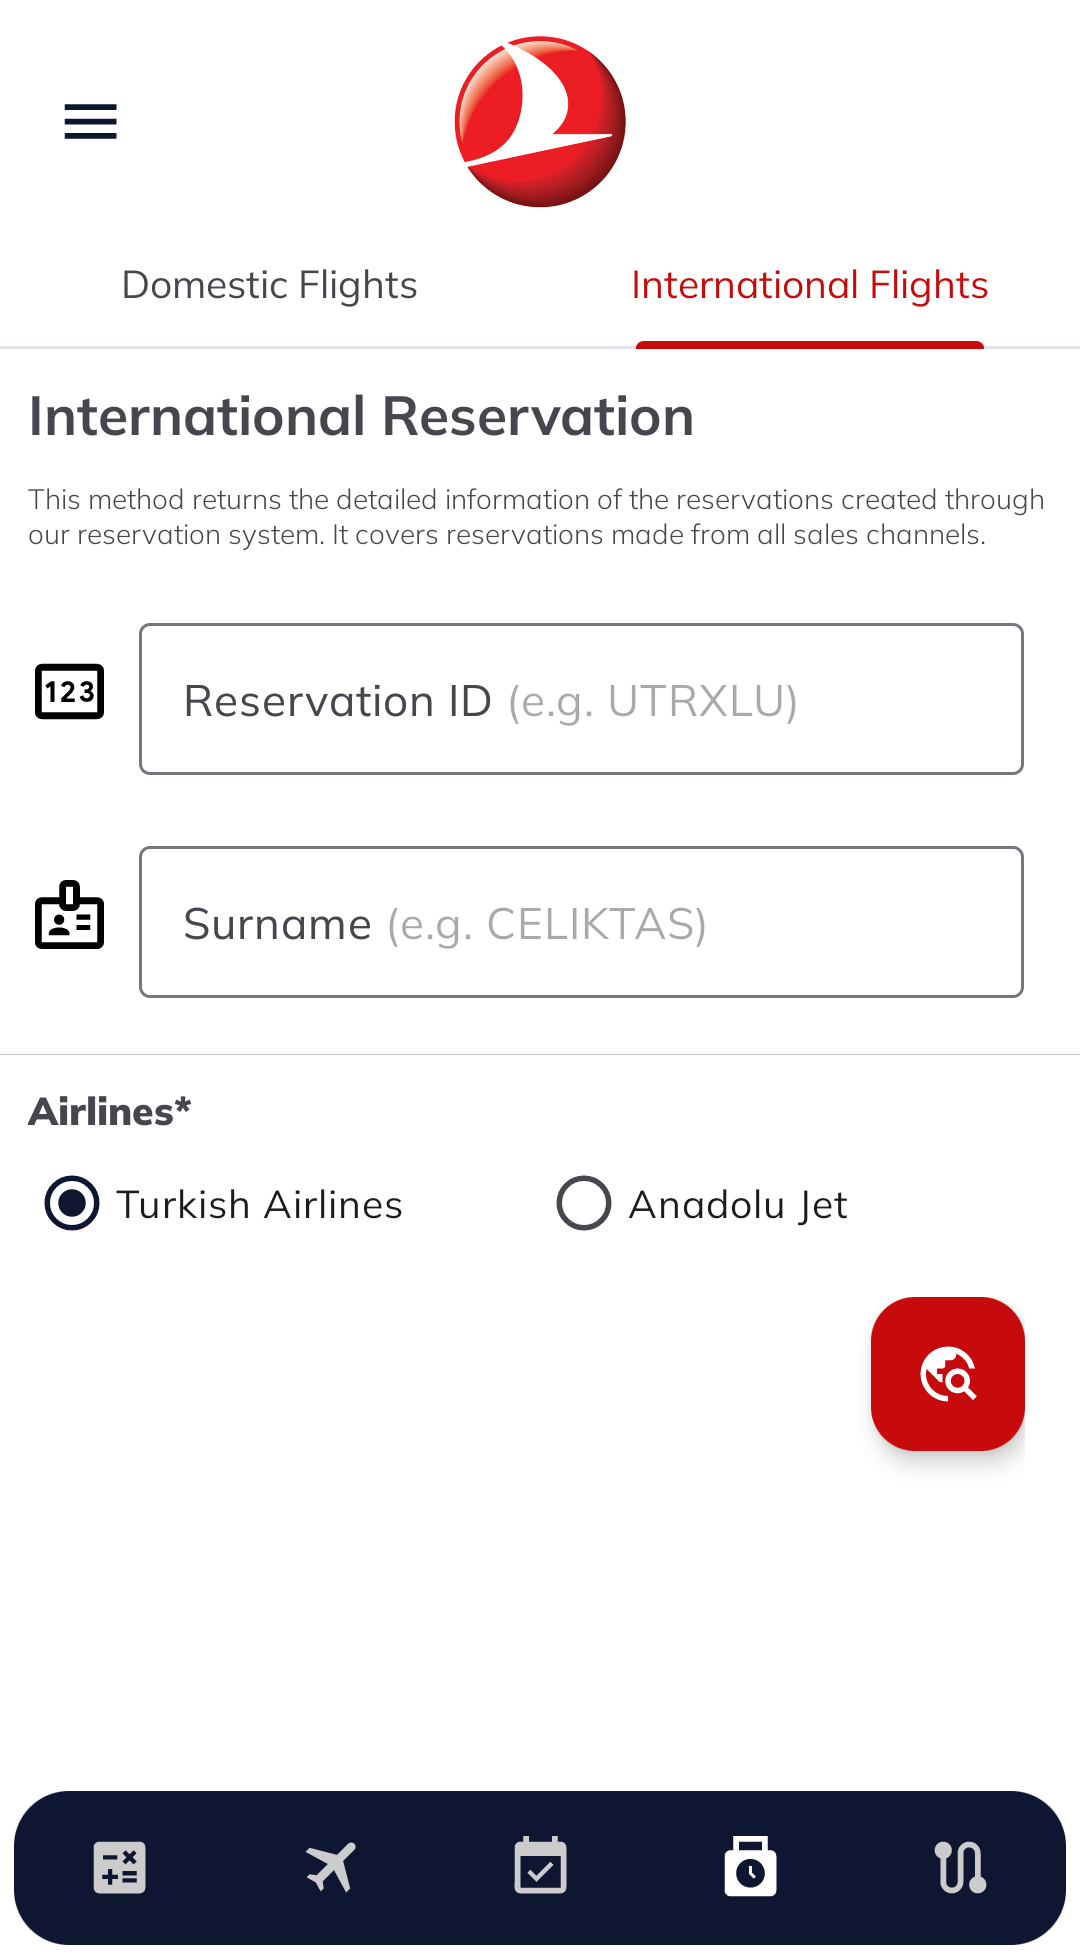 Domestic Flights
International Flights
International Reservation
This method returns the detailed information of the reservations created through
our reservation system. It covers reservations made from all sales channels.
123
Reservation ID (e.g. UTRXLU)
Surname (e.g. CELIKTAS)
Airlines*
Turkish Airlines
Anadolu Jet